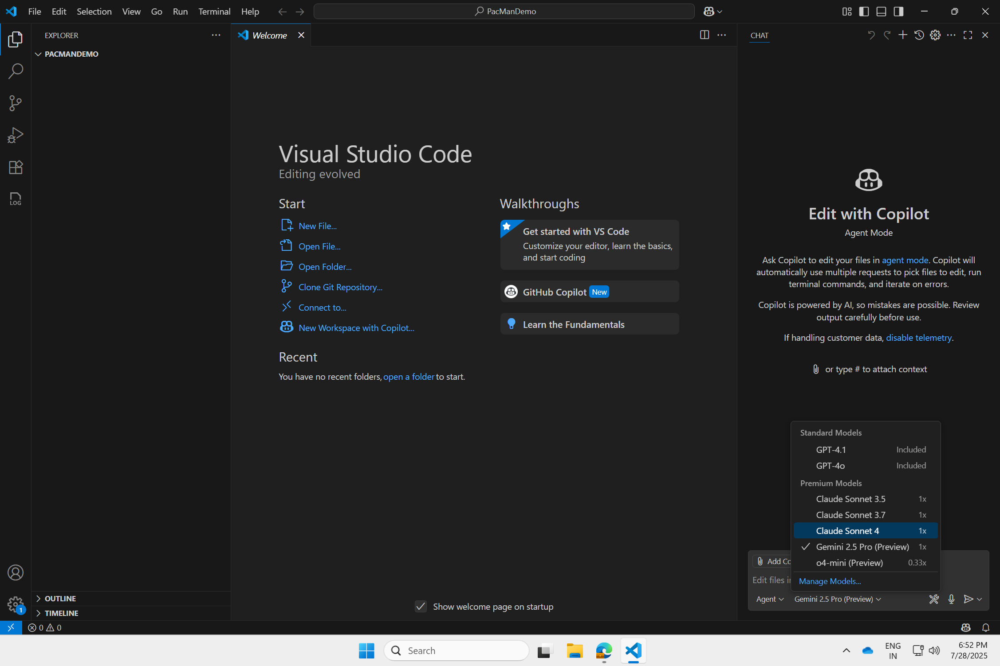 File Edit Selection View Go Run Terminal Help
PacManDemo
EXPLORER
PACMANDEMO
LOG
OUTLINE
TIMELINE
1
Welcome
Visual Studio Code
Editing evolved
Start
New File...
Open File...
Open Folder...
Clone Git Repository...
Connect to...
New Workspace with Copilot...
Recent
You have no recent folders, open a folder to start.
Walkthroughs
Get started with VS Code
Customize your editor, learn the basics,
and start coding
GitHub Copilot New
Learn the Fundamentals
Show welcome page on startup
CHAT
Edit with Copilot
Agent Mode
Ask Copilot to edit your files in agent mode. Copilot will
automatically use multiple requests to pick files to edit, run
terminal commands, and iterate on errors.
Copilot is powered by AI, so mistakes are possible. Review
output carefully before use.
If handling customer data, disable telemetry.
or type # to attach context
Standard Models
GPT-4.1 Included
GPT-4o Included
Premium Models
Claude Sonnet 3.5 1x
Claude Sonnet 3.7 1x
Claude Sonnet 4 1x
Gemini 2.5 Pro (Preview) 1x
o4-mini (Preview) 0.33x
Manage Models...
Add Co
Edit files i
Agent Gemini 2.5 Pro (Preview)
0 0
Search
ENG
IN
6:52 PM
7/28/2025